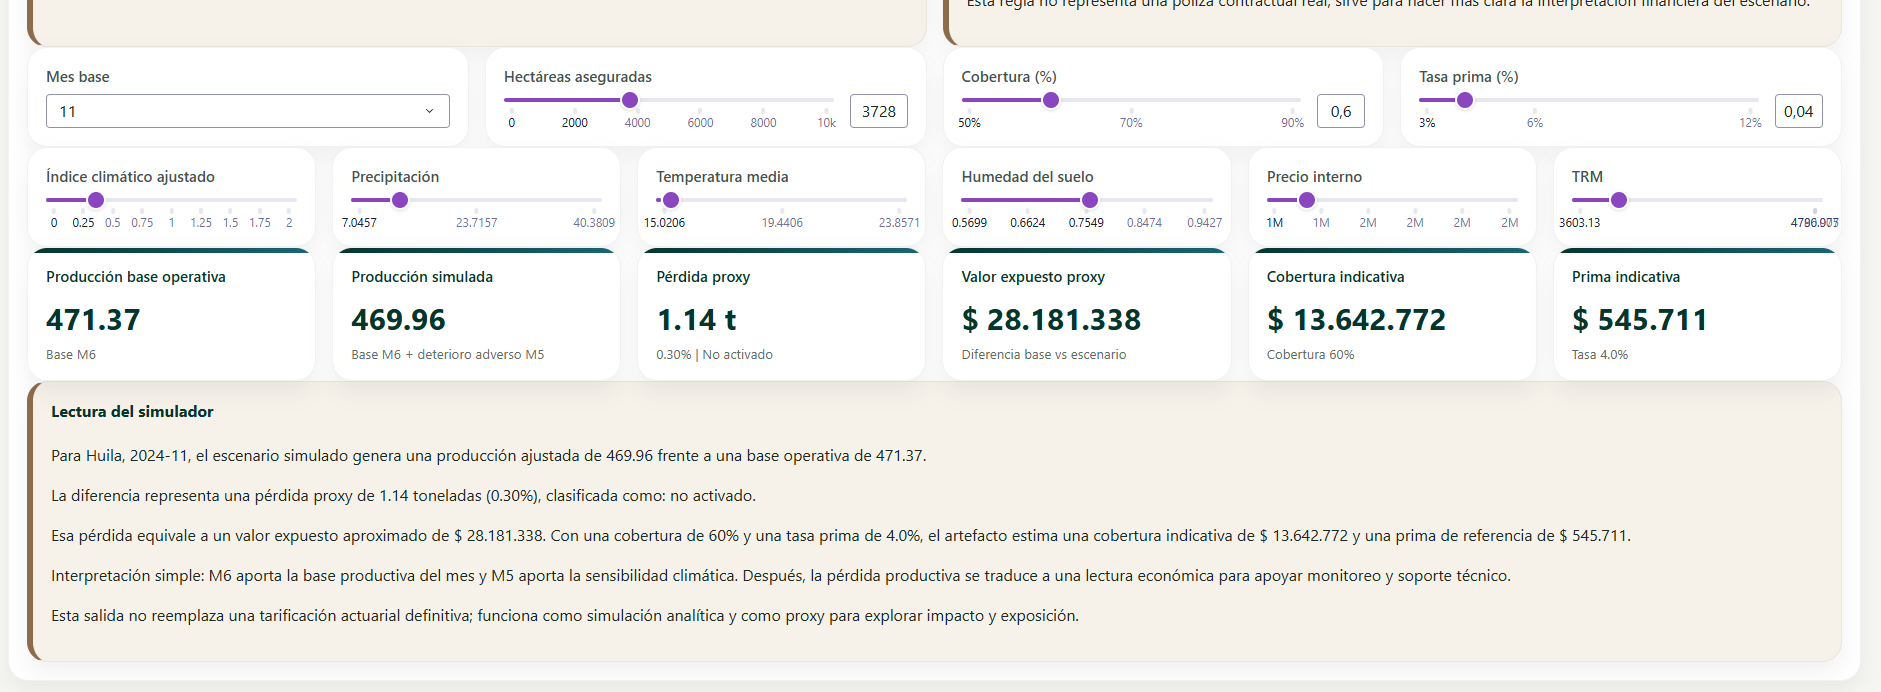 Esta regla no representa una póliza contractual real; sirve para hacer más clara la interpretación financiera del escenario.
Mes base
11
Hectáreas aseguradas
0 2000 4000 6000 8000 10k
3728
Cobertura (%)
50% 70% 90%
0,6
Tasa prima (%)
3% 6% 12%
0,04
Índice climático ajustado
0 0.25 0.5 0.75 1 1.25 1.5 1.75 2
Precipitación
7.0457 23.7157 40.3809
Temperatura media
15.0206 19.4406 23.8571
Humedad del suelo
0.5699 0.6624 0.7549 0.8474 0.9427
Precio interno
1M 1M 2M 2M 2M 2M
TRM
3603.13
Producción base operativa
471.37
Base M6
Producción simulada
469.96
Base M6 + deterioro adverso M5
Pérdida proxy
1.14 t
0.30% | No activado
Valor expuesto proxy
$ 28.181.338
Diferencia base vs escenario
Cobertura indicativa
$ 13.642.772
Cobertura 60%
Prima indicativa
$ 545.711
Tasa 4.0%
Lectura del simulador
Para Huila, 2024-11, el escenario simulado genera una producción ajustada de 469.96 frente a una base operativa de 471.37.
La diferencia representa una pérdida proxy de 1.14 toneladas (0.30%), clasificada como: no activado.
Esa pérdida equivale a un valor expuesto aproximado de $ 28.181.338. Con una cobertura de 60% y una tasa prima de 4.0%, el artefacto estima una cobertura indicativa de $ 13.642.772 y una prima de referencia de $ 545.711.
Interpretación simple: M6 aporta la base productiva del mes y M5 aporta la sensibilidad climática. Después, la pérdida productiva se traduce a una lectura económica para apoyar monitoreo y soporte técnico.
Esta salida no reemplaza una tarificación actuarial definitiva; funciona como simulación analítica y como proxy para explorar impacto y exposición.